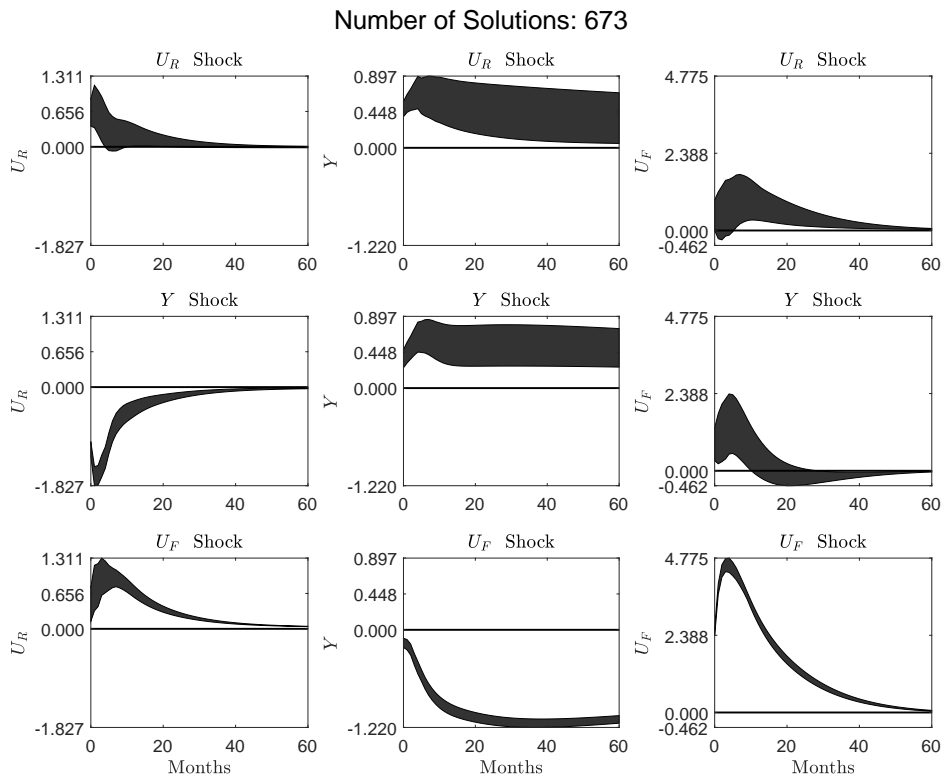 Number of Solutions: 673
U_R Shock
U_R Shock
U_R Shock
1.311
0.656
0.000
-1.827
U_R
0 20 40 60
0.897
0.448
0.000
-1.220
Y
0 20 40 60
4.775
2.388
0.000
-0.462
U_F
0 20 40 60
Y Shock
Y Shock
Y Shock
1.311
0.656
0.000
-1.827
U_R
0 20 40 60
0.897
0.448
0.000
-1.220
Y
0 20 40 60
4.775
2.388
0.000
-0.462
U_F
0 20 40 60
U_F Shock
U_F Shock
U_F Shock
1.311
0.656
0.000
-1.827
U_R
0 20 40 60
Months
0.897
0.448
0.000
-1.220
Y
0 20 40 60
Months
4.775
2.388
0.000
-0.462
U_F
0 20 40 60
Months